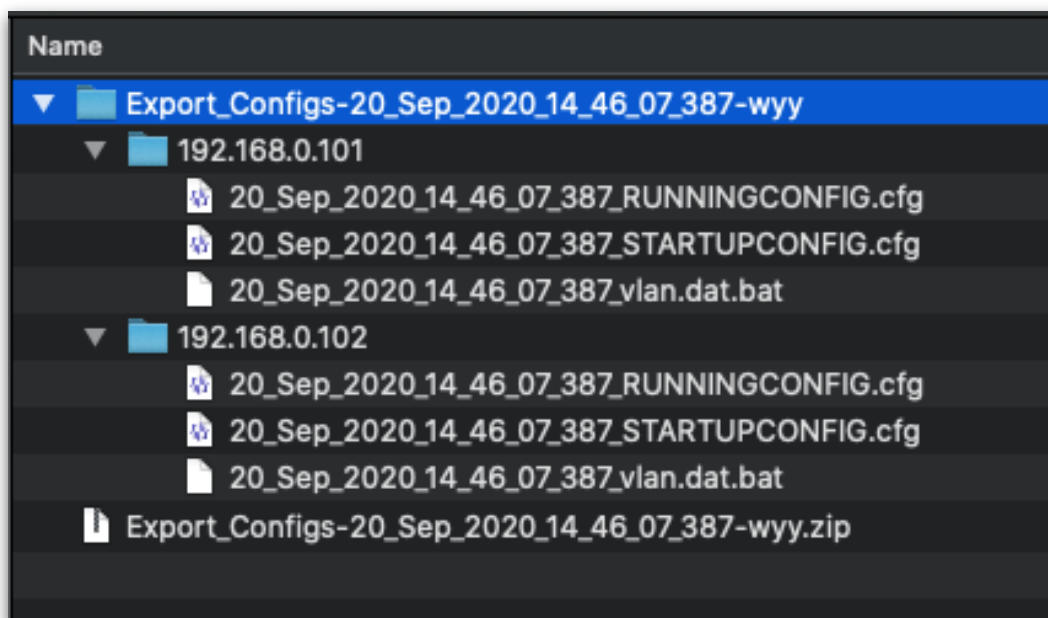 Name
Export_Configs-20_Sep_2020_14_46_07_387-wyy
192.168.0.101
20_Sep_2020_14_46_07_387_RUNNINGCONFIG.cfg
20_Sep_2020_14_46_07_387_STARTUPCONFIG.cfg
20_Sep_2020_14_46_07_387_vlan.dat.bat
192.168.0.102
20_Sep_2020_14_46_07_387_RUNNINGCONFIG.cfg
20_Sep_2020_14_46_07_387_STARTUPCONFIG.cfg
20_Sep_2020_14_46_07_387_vlan.dat.bat
Export_Configs-20_Sep_2020_14_46_07_387-wyy.zip